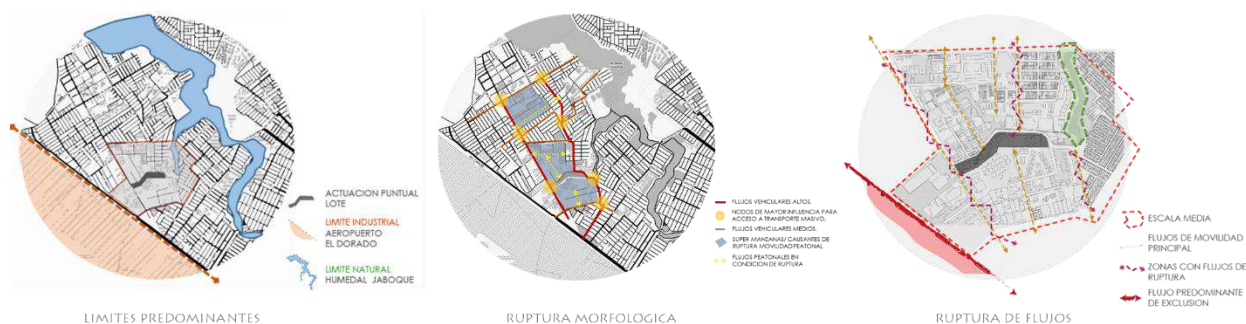 ACTUACION PUNTUAL
LOTE
LIMITE INDUSTRIAL
AEROPUERTO
EL DORADO
LIMITE NATURAL:
HUMEDAL JABOQUE
LIMITES PREDOMINANTES
FLUJOS VEHICULARES ALTOS.
NODOS DE MAYOR INFLUENCIA PARA
ACCESO A TRANSPORTE MASIVO.
FLUJOS VEHICULARES MEDIOS.
SUPER MANZANAS/ CAUSANTES DE
RUPTURA MOVILIDAD PEATONAL
FLUJOS PEATONALES EN
CONDICION DE RUPTURA
RUPTURA MORFOLOGICA
ESCALA MEDIA
FLUJOS DE MOVILIDAD
PRINCIPAL
ZONAS CON FLUJOS DE
RUPTURA
FLUJO PREDOMINANTE
DE EXCLUSION
RUPTURA DE FLUJOS